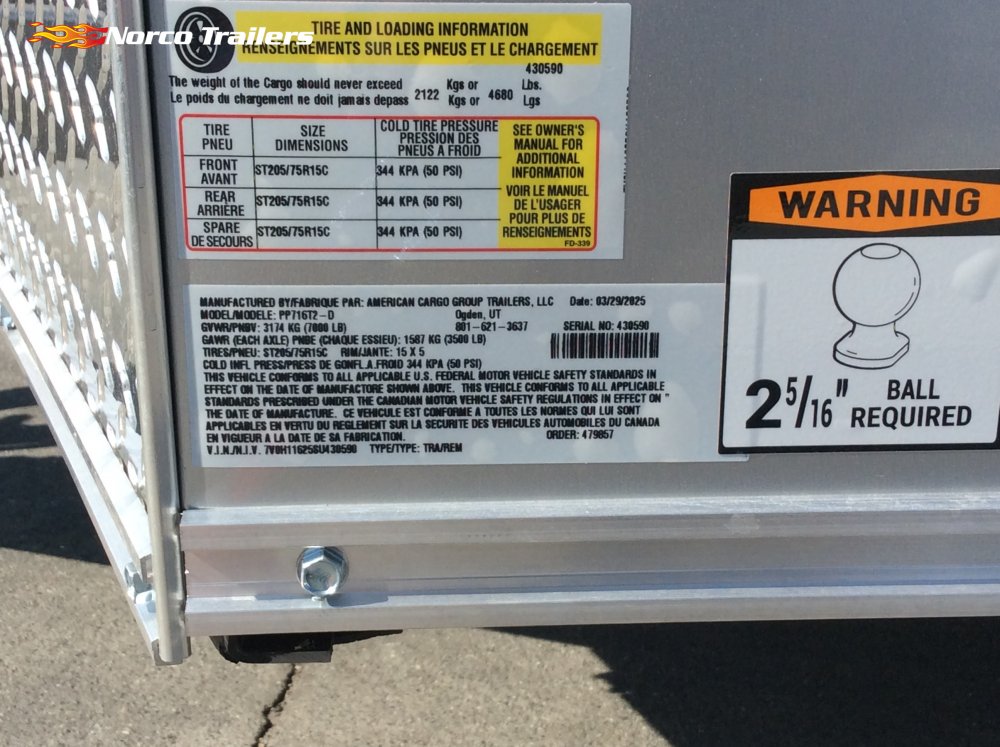 Norco Trailers
TIRE AND LOADING INFORMATION
RENSEIGNEMENTS SUR LES PNEUS ET LE CHARGEMENT
430590
The weight of the Cargo should never exceed 2122 Kgs or 4680 Lbs.
Le poids du chargement ne doit jamais depass Kgs or Lgs
TIRE PNEU
SIZE DIMENSIONS
COLD TIRE PRESSURE
PRESSION DES
PNEUS A FROID
FRONT AVANT ST205/75R15C 344 KPA (50 PSI)
REAR ARRIÈRE ST205/75R15C 344 KPA (50 PSI)
SPARE DE SECOURS ST205/75R15C 344 KPA (50 PSI)
SEE OWNER'S
MANUAL FOR
ADDITIONAL
INFORMATION
VOIR LE MANUEL
DE L'USAGER
POUR PLUS DE
RENSEIGNEMENTS
FD-339
MANUFACTURED BY/FABRIQUE PAR: AMERICAN CARGO GROUP TRAILERS, LLC Date: 03/29/2025
MODEL/MODELE: PP716T2-D Ogden, UT
GVWR/PNBV: 3174 KG (7000 LB) 801-621-3637 SERIAL NO: 430590
GAWR (EACH AXLE) PNBE (CHAQUE ESSIEU): 1587 KG (3500 LB)
TIRES/PNEU: ST205/75R15C RIM/JANTE: 15 X 5
COLD INFL PRESS/PRESS DE GONFL.A.FROID 344 KPA (50 PSI)
THIS VEHICLE CONFORMS TO ALL APPLICABLE U.S. FEDERAL MOTOR VEHICLE SAFETY STANDARDS IN
EFFECT ON THE DATE OF MANUFACTORE SHOWN ABOVE. THIS VEHICLE CONFORMS TO ALL APPLICABLE
STANDARDS PRESCRIBED UNDER THE CANADIAN MOTOR VEHICLE SAFETY REGULATIONS IN EFFECT ON "
THE DATE OF MANUFACTURE. CE VEHICULE EST CONFORME A TOUTES LES NORMES QUI LUI SONT
APPLICABLES EN VERTU DU REGLEMENT SUR LA SECURITE DES VEHICULES AUTOMOBILES DU CANADA
EN VIGUEUR A LA DATE DE SA FABRICATION. ORDER: 479857
V.I.N./N.I.V. 7V0H11625SU430590 TYPE/TYPE: TRA/REM
WARNING
2 5/16" BALL
REQUIRED